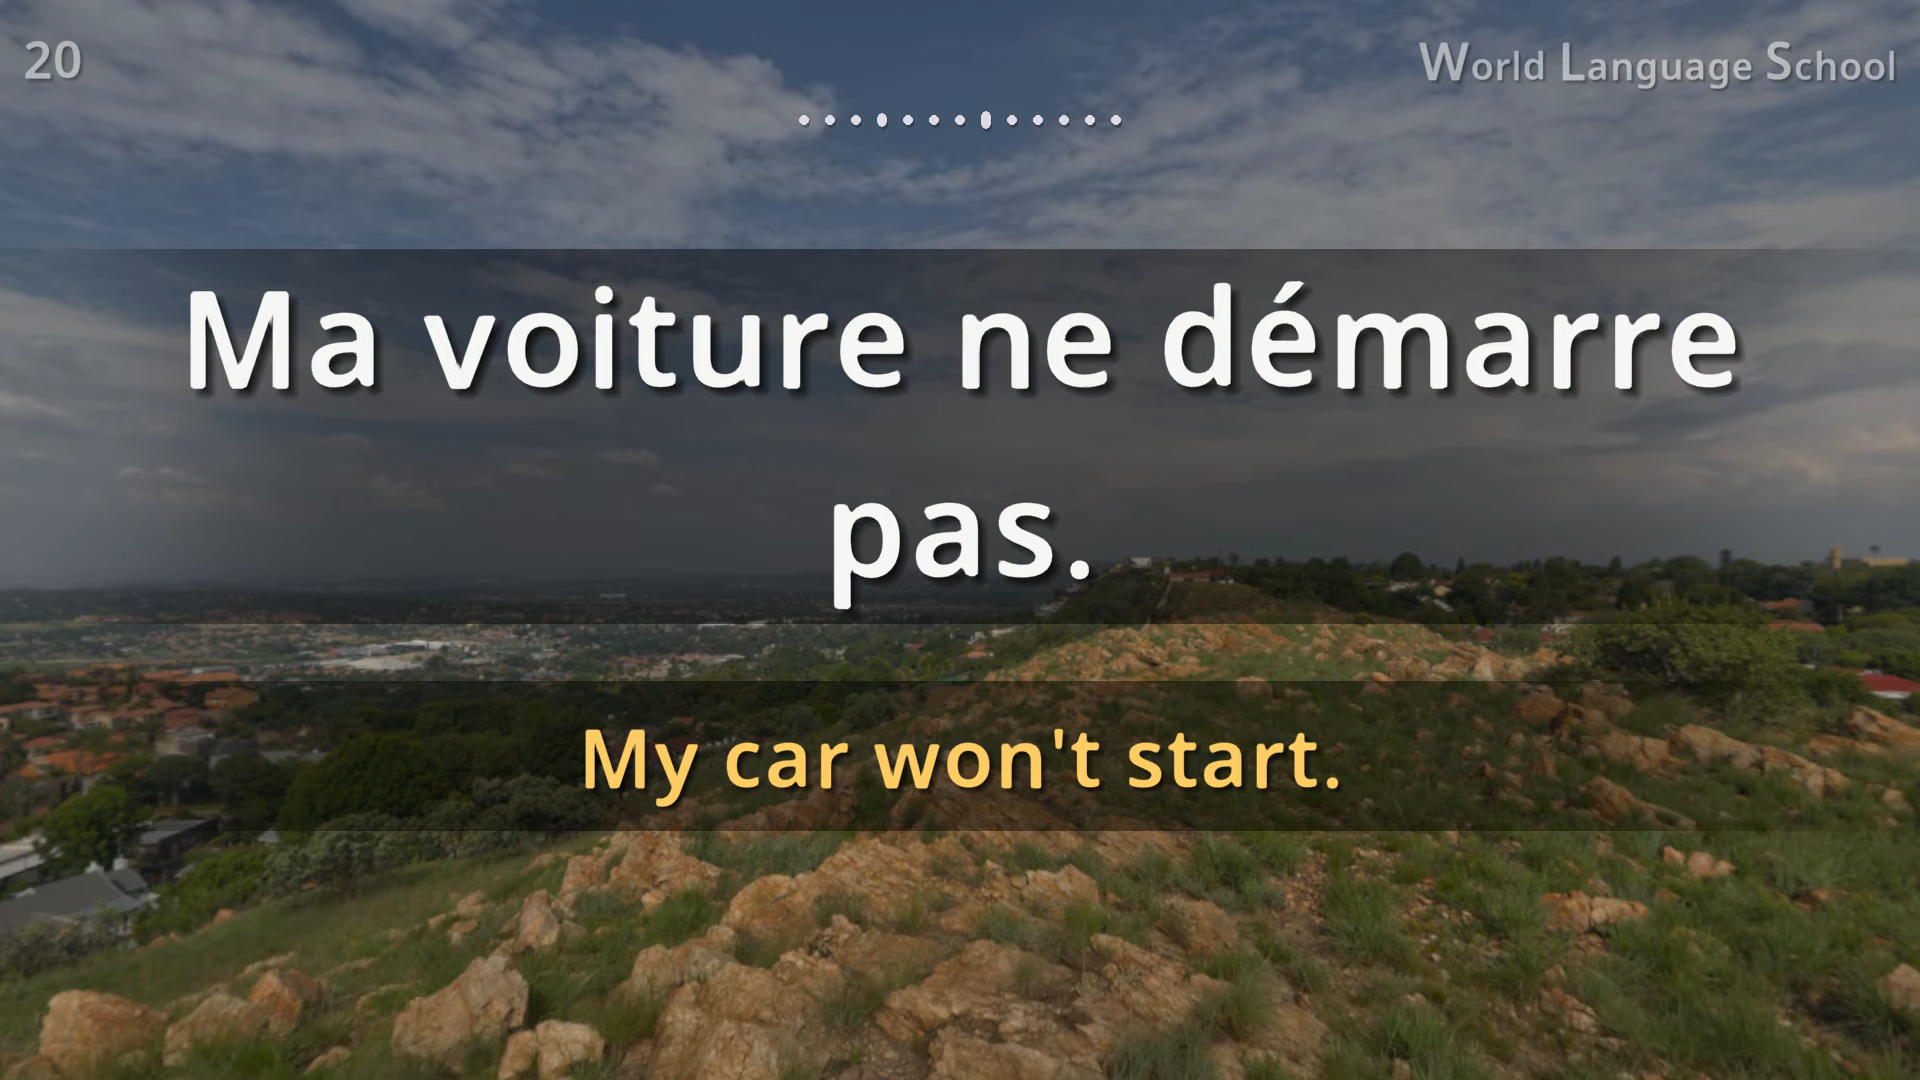 20
World Language School
Ma voiture ne démarre
pas.
My car won't start.